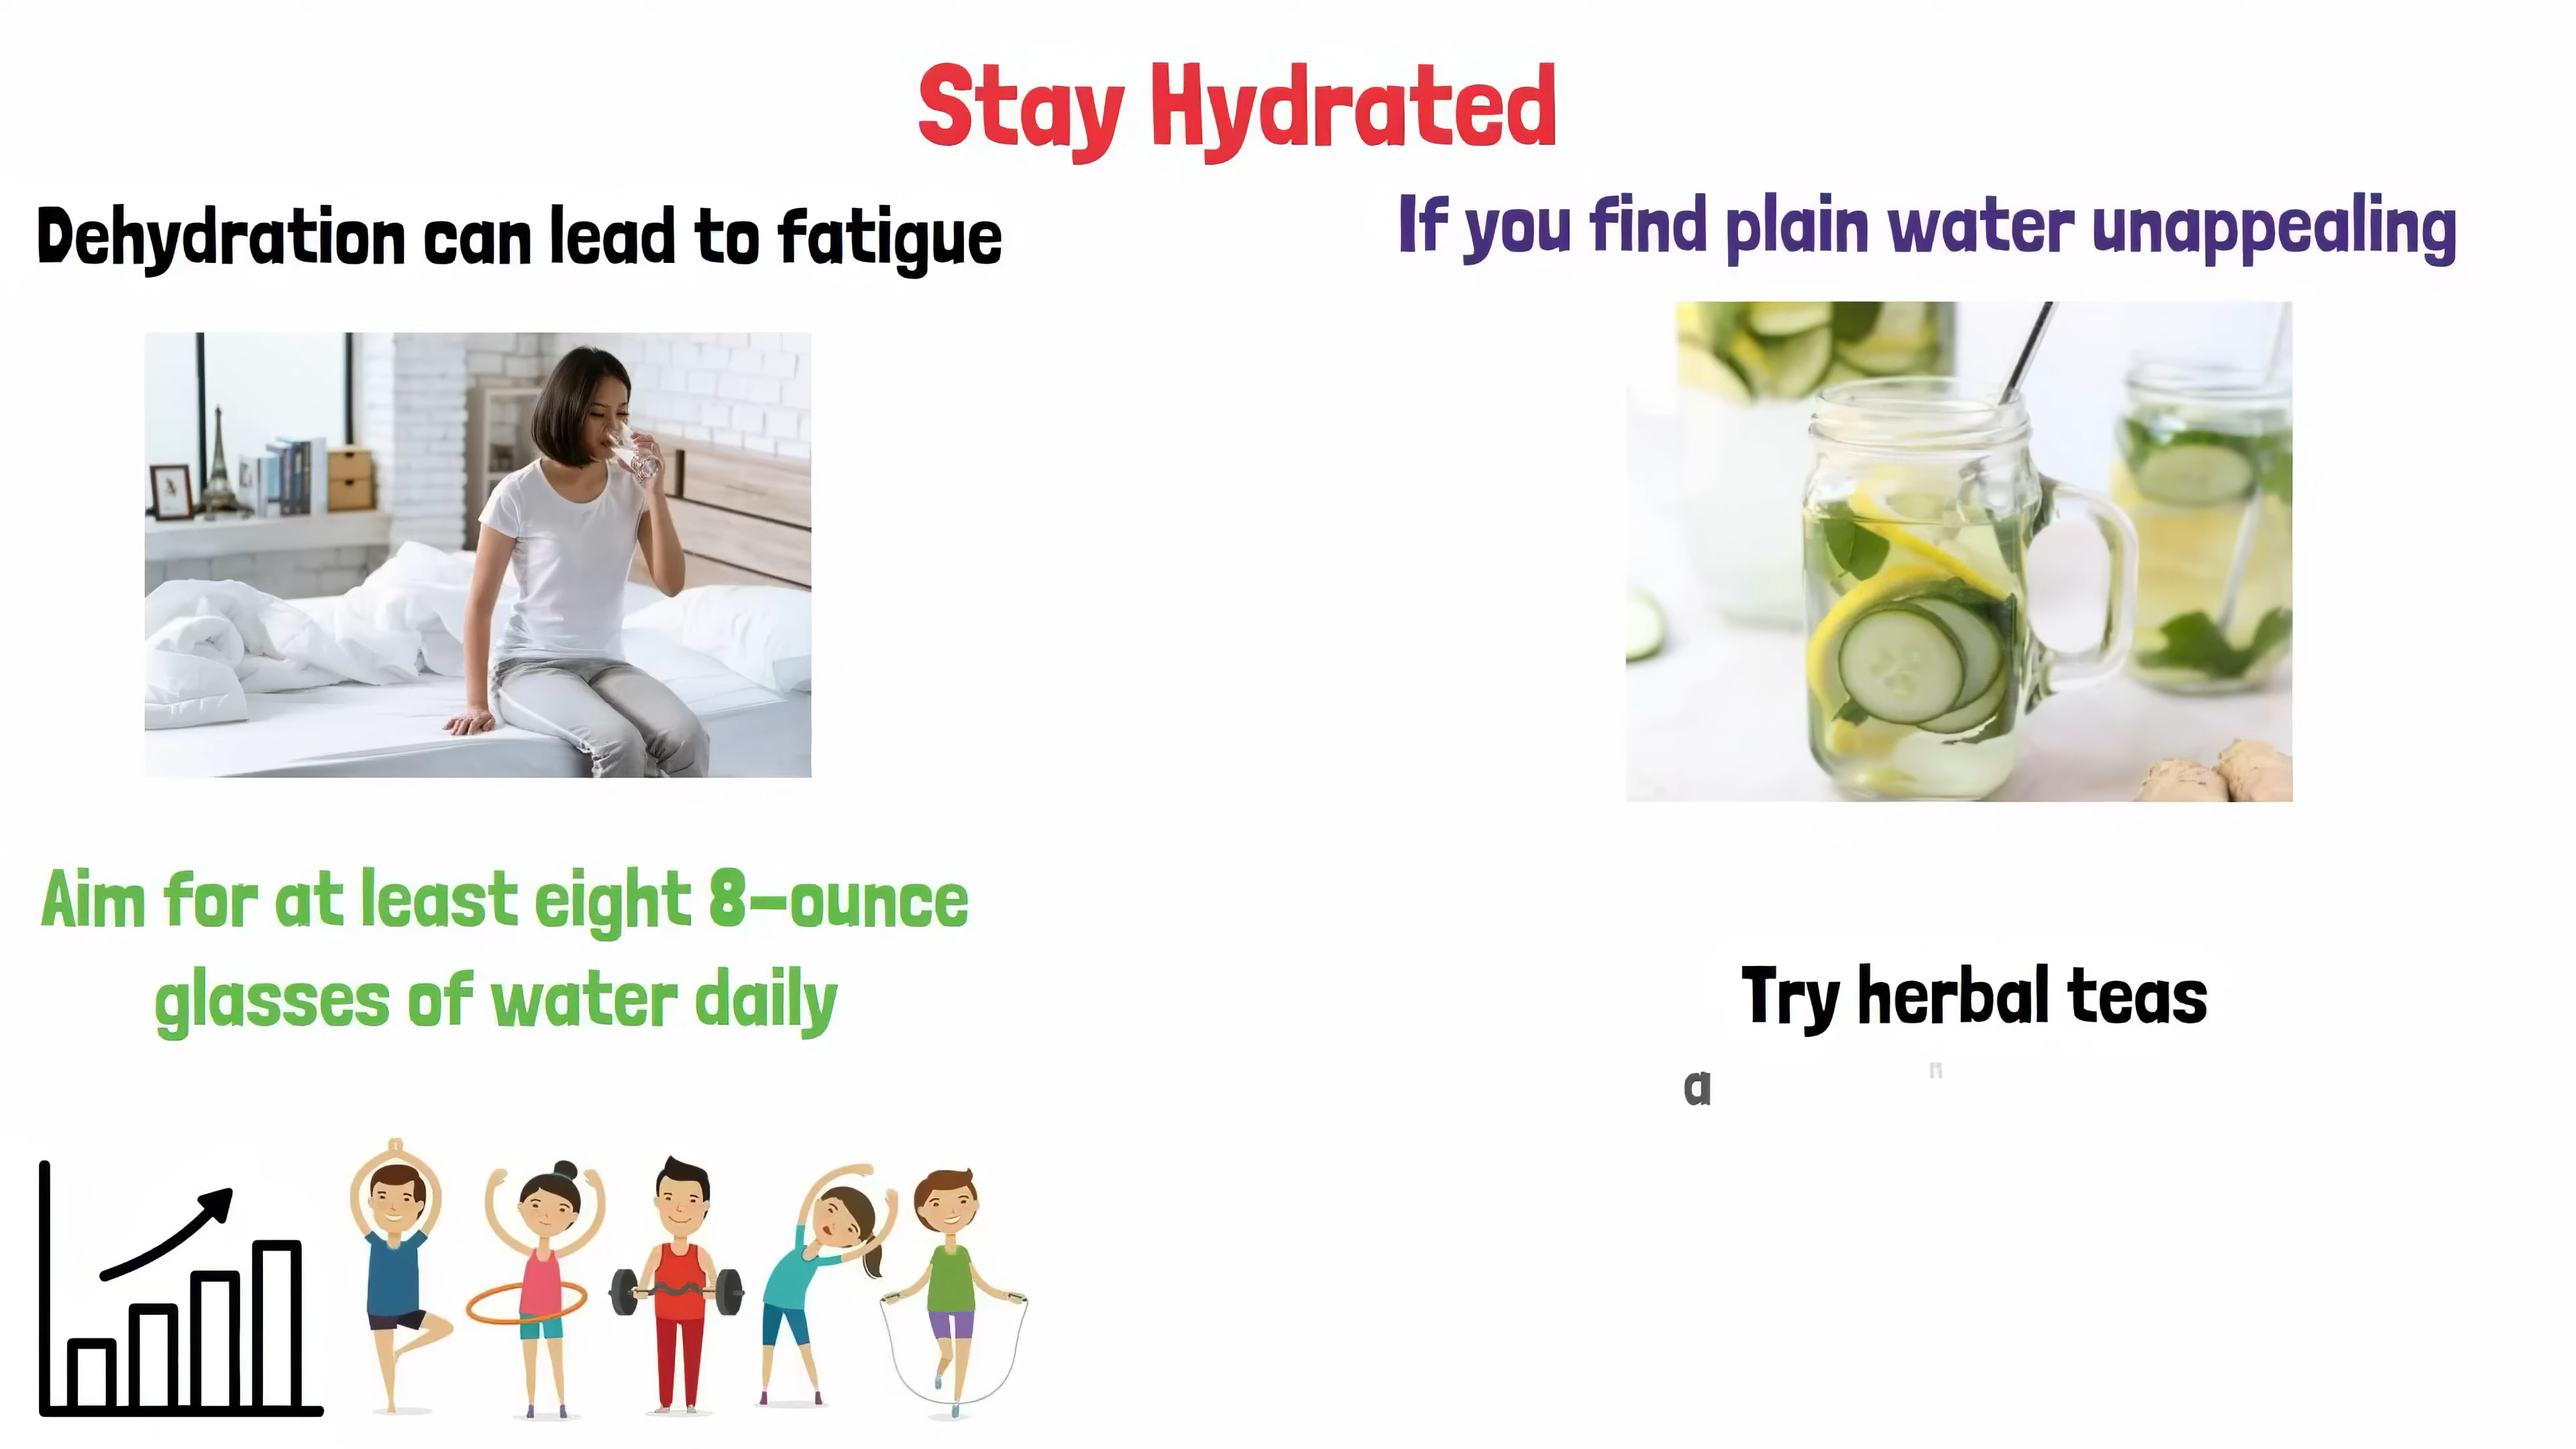 Stay Hydrated
Dehydration can lead to fatigue
Aim for at least eight 8-ounce
glasses of water daily
If you find plain water unappealing
Try herbal teas
a